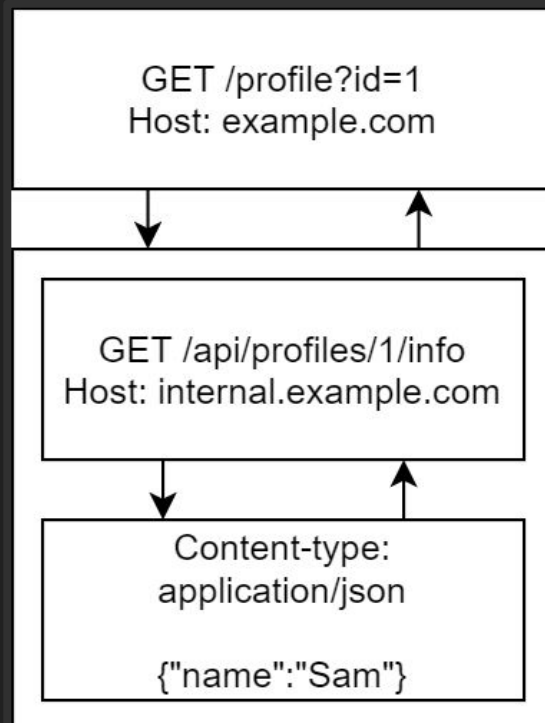 GET /profile?id=1
Host: example.com
GET /api/profiles/1/info
Host: internal.example.com
Content-type:
application/json
{"name":"Sam"}